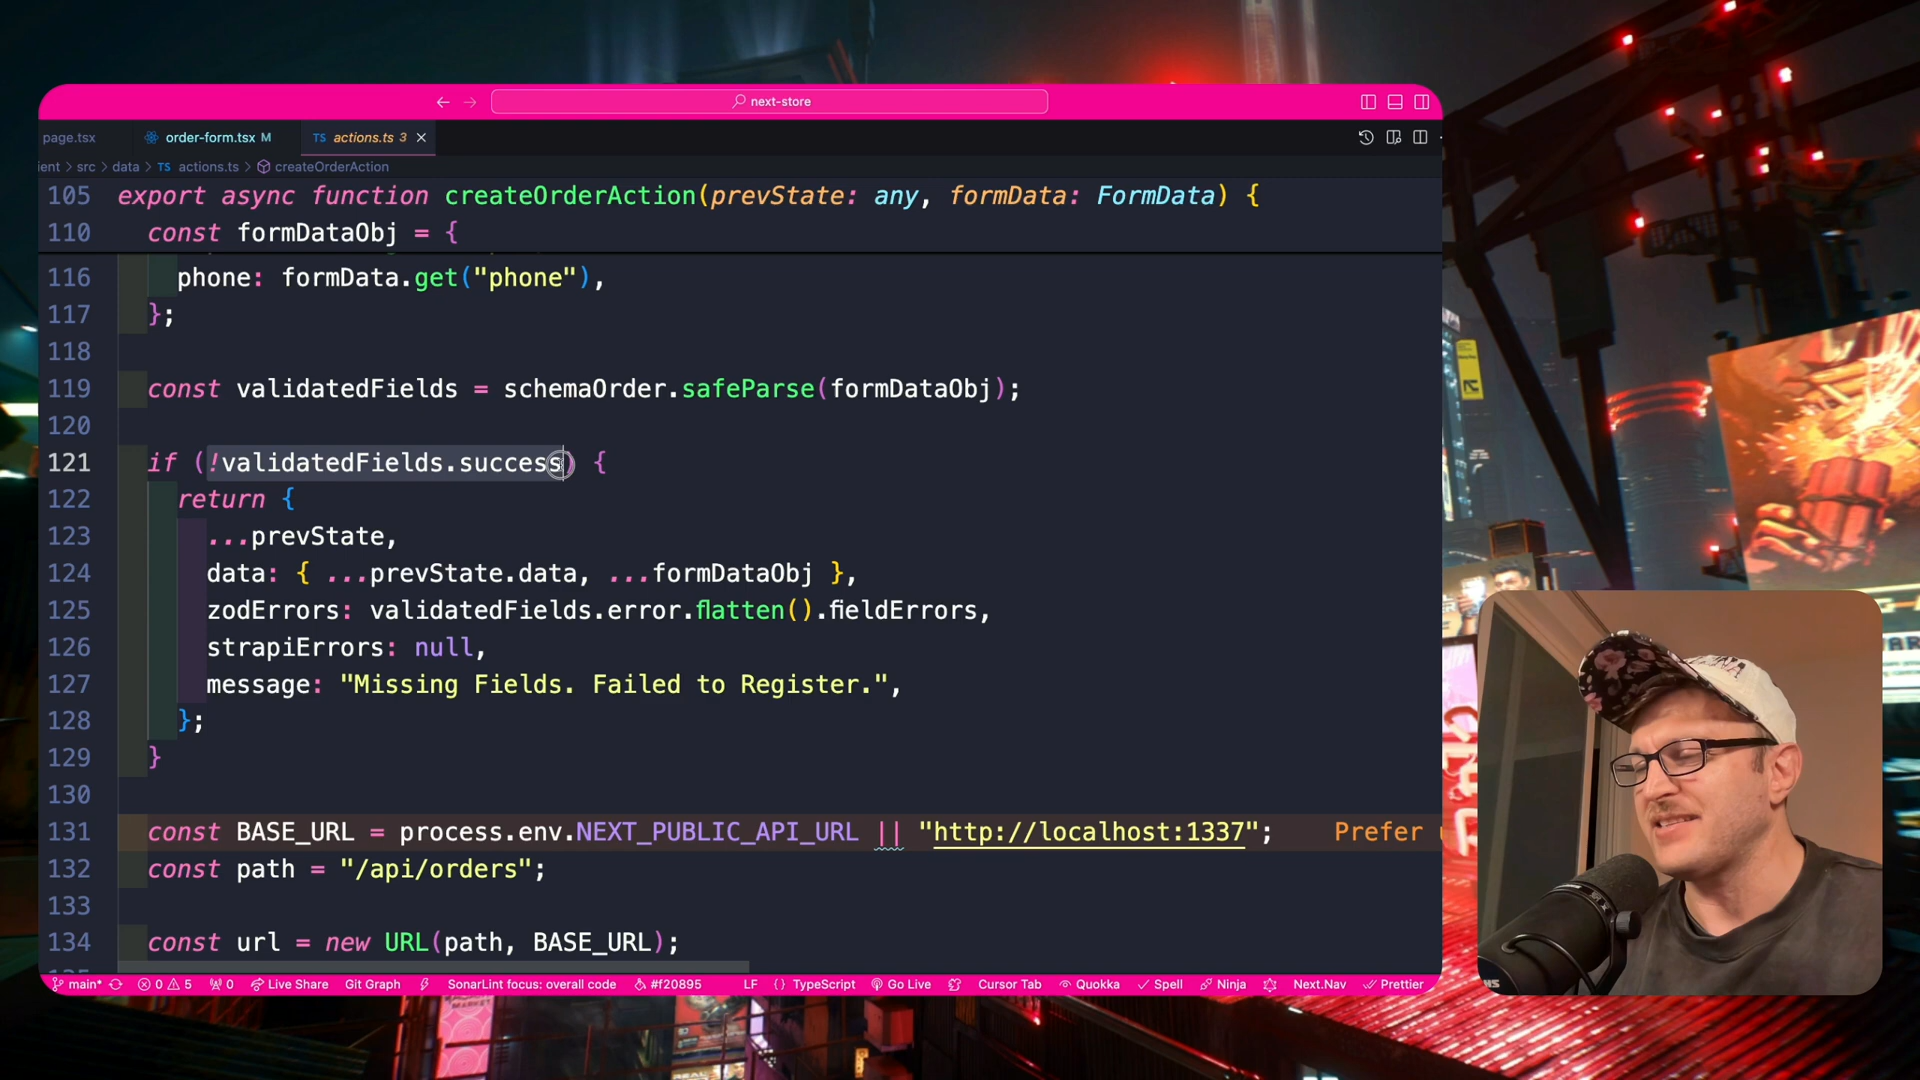 next-store
page.tsx order-form.tsx M TS actions.ts 3
ient > src > data > TS actions.ts > createOrderAction
105 export async function createOrderAction(prevState: any, formData: FormData) {
110 const formDataObj = {
116 phone: formData.get("phone"),
117 };
118
119 const validatedFields = schemaOrder.safeParse(formDataObj);
120
121 if (!validatedFields.success) {
122 return {
123 ...prevState,
124 data: { ...prevState.data, ...formDataObj },
125 zodErrors: validatedFields.error.flatten().fieldErrors,
126 strapiErrors: null,
127 message: "Missing Fields. Failed to Register.",
128 };
129 }
130
131 const BASE_URL = process.env.NEXT_PUBLIC_API_URL || "http://localhost:1337"; Prefer
132 const path = "/api/orders";
133
134 const url = new URL(path, BASE_URL);
main* 0 5 0 Live Share Git Graph SonarLint focus: overall code #f20895 LF { } TypeScript Go Live Cursor Tab Quokka Spell Ninja Next.Nav Prettier